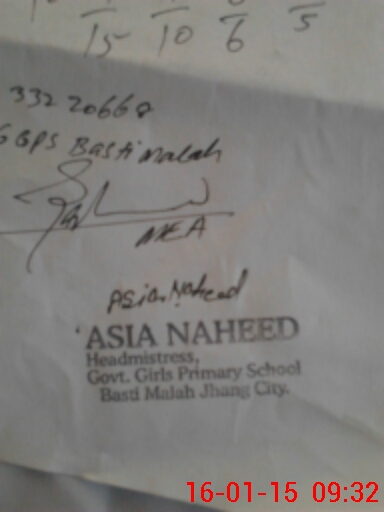 15 10 6 5
33220668
GGPS Basti Malah
MEA
Asia Naheed
ASIA NAHEED
Headmistress,
Govt. Girls Primary School
Basti Malah Jhang City.
16-01-15 09:32